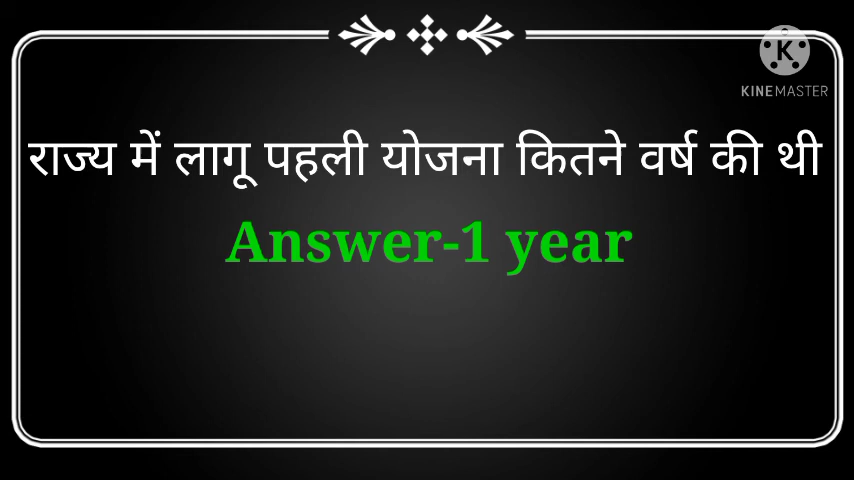 KINEMASTER
राज्य में लागू पहली योजना कितने वर्ष की थी
Answer-1 year